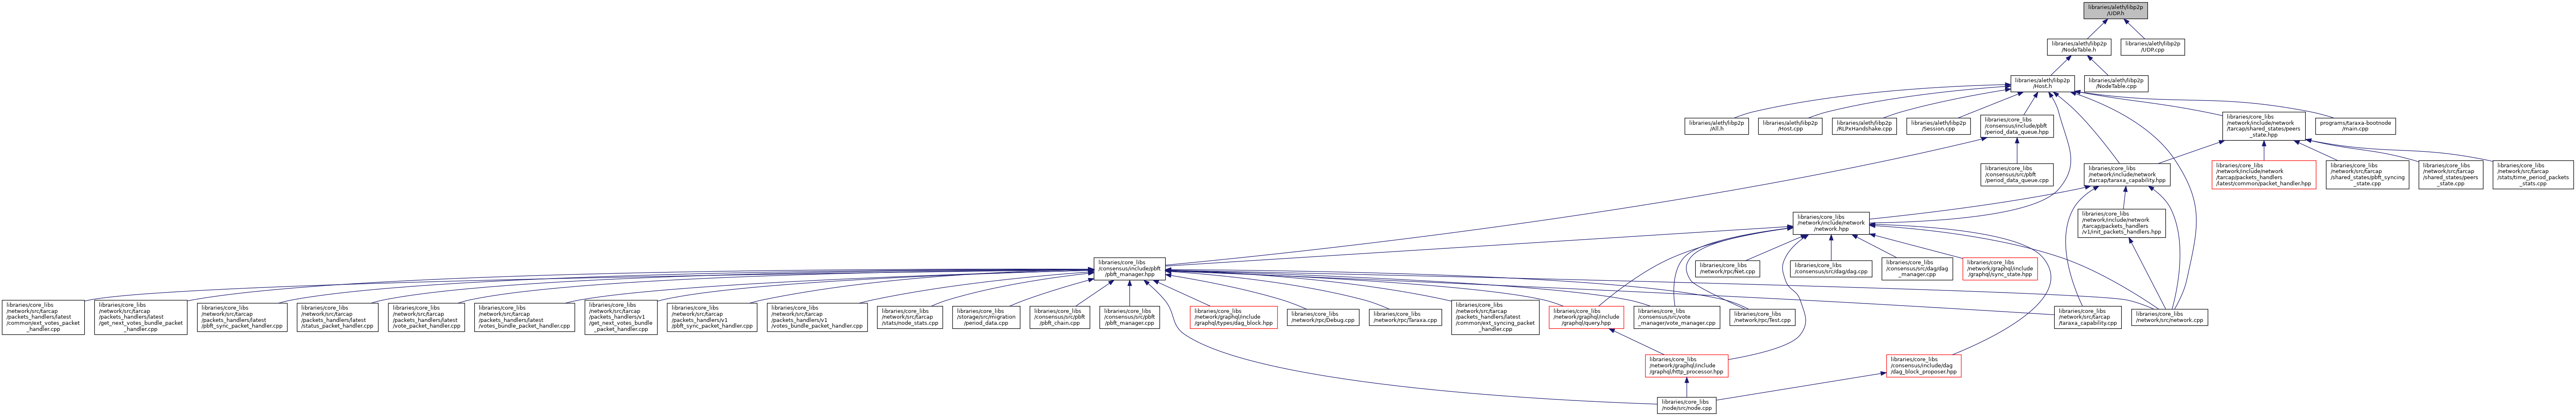 libraries/aleth/libp2p
/UDP.h
libraries/aleth/libp2p
/NodeTable.h
libraries/aleth/libp2p
/UDP.cpp
libraries/aleth/libp2p
/Host.h
libraries/aleth/libp2p
/NodeTable.cpp
libraries/aleth/libp2p
/All.h
libraries/aleth/libp2p
/Host.cpp
libraries/aleth/libp2p
/RLPxHandshake.cpp
libraries/aleth/libp2p
/Session.cpp
libraries/core_libs
/consensus/include/pbft
/period_data_queue.hpp
libraries/core_libs
/network/include/network
/tarcap/shared_states/peers
_state.hpp
programs/taraxa-bootnode
/main.cpp
libraries/core_libs
/consensus/src/pbft
/period_data_queue.cpp
libraries/core_libs
/network/include/network
/tarcap/taraxa_capability.hpp
libraries/core_libs
/network/include/network
/tarcap/packets_handlers
/latest/common/packet_handler.hpp
libraries/core_libs
/network/src/tarcap
/shared_states/pbft_syncing
_state.cpp
libraries/core_libs
/network/src/tarcap
/shared_states/peers
_state.cpp
libraries/core_libs
/network/src/tarcap
/stats/time_period_packets
_stats.cpp
libraries/core_libs
/network/include/network
/network.hpp
libraries/core_libs
/network/include/network
/tarcap/packets_handlers
/v1/init_packets_handlers.hpp
libraries/core_libs
/consensus/include/pbft
/pbft_manager.hpp
libraries/core_libs
/network/rpc/Net.cpp
libraries/core_libs
/consensus/src/dag/dag.cpp
libraries/core_libs
/consensus/src/dag/dag
_manager.cpp
libraries/core_libs
/network/graphql/include
/graphql/sync_state.hpp
libraries/core_libs
/network/src/tarcap
/packets_handlers/latest
/common/ext_votes_packet
_handler.cpp
libraries/core_libs
/network/src/tarcap
/packets_handlers/latest
/get_next_votes_bundle_packet
_handler.cpp
libraries/core_libs
/network/src/tarcap
/packets_handlers/latest
/pbft_sync_packet_handler.cpp
libraries/core_libs
/network/src/tarcap
/packets_handlers/latest
/status_packet_handler.cpp
libraries/core_libs
/network/src/tarcap
/packets_handlers/latest
/vote_packet_handler.cpp
libraries/core_libs
/network/src/tarcap
/packets_handlers/latest
/votes_bundle_packet_handler.cpp
libraries/core_libs
/network/src/tarcap
/packets_handlers/v1
/get_next_votes_bundle
_packet_handler.cpp
libraries/core_libs
/network/src/tarcap
/packets_handlers/v1
/pbft_sync_packet_handler.cpp
libraries/core_libs
/network/src/tarcap
/packets_handlers/v1
/votes_bundle_packet_handler.cpp
libraries/core_libs
/network/src/tarcap
/stats/node_stats.cpp
libraries/core_libs
/storage/src/migration
/period_data.cpp
libraries/core_libs
/consensus/src/pbft
/pbft_chain.cpp
libraries/core_libs
/consensus/src/pbft
/pbft_manager.cpp
libraries/core_libs
/network/graphql/include
/graphql/types/dag_block.hpp
libraries/core_libs
/network/rpc/Debug.cpp
libraries/core_libs
/network/rpc/Taraxa.cpp
libraries/core_libs
/network/src/tarcap
/packets_handlers/latest
/common/ext_syncing_packet
_handler.cpp
libraries/core_libs
/network/graphql/include
/graphql/query.hpp
libraries/core_libs
/consensus/src/vote
_manager/vote_manager.cpp
libraries/core_libs
/network/rpc/Test.cpp
libraries/core_libs
/network/src/tarcap
/taraxa_capability.cpp
libraries/core_libs
/network/src/network.cpp
libraries/core_libs
/network/graphql/include
/graphql/http_processor.hpp
libraries/core_libs
/consensus/include/dag
/dag_block_proposer.hpp
libraries/core_libs
/node/src/node.cpp